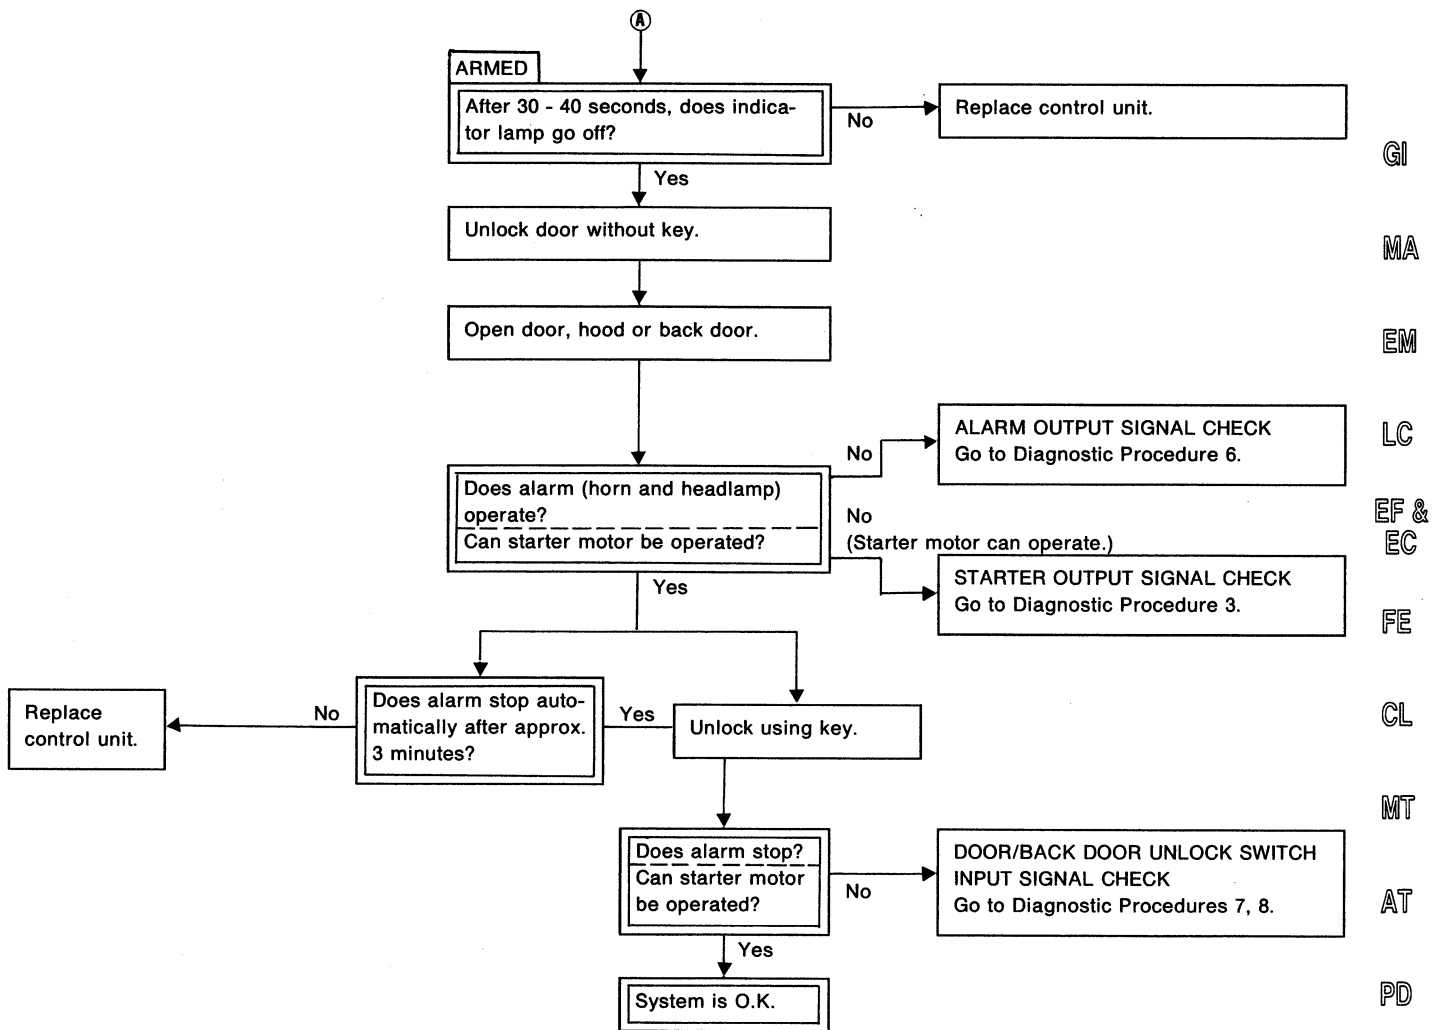 A
ARMED
After 30 - 40 seconds, does indica-
tor lamp go off?
No
Replace control unit.
GI
Yes
Unlock door without key.
MA
Open door, hood or back door.
EM
ALARM OUTPUT SIGNAL CHECK
Go to Diagnostic Procedure 6.
LC
No
Does alarm (horn and headlamp)
operate?
Can starter motor be operated?
No
(Starter motor can operate.)
EF &
EC
STARTER OUTPUT SIGNAL CHECK
Go to Diagnostic Procedure 3.
FE
Yes
Replace
control unit.
No
Does alarm stop auto-
matically after approx.
3 minutes?
Yes
Unlock using key.
CL
MT
Does alarm stop?
Can starter motor
be operated?
No
DOOR/BACK DOOR UNLOCK SWITCH
INPUT SIGNAL CHECK
Go to Diagnostic Procedures 7, 8.
AT
Yes
System is O.K.
PD